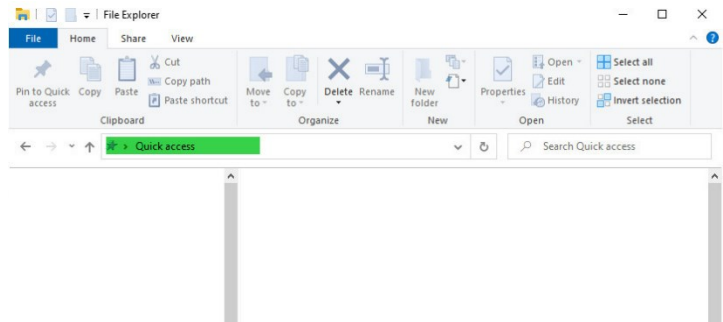 File Explorer
File Home Share View
Pin to Quick access
Copy
Paste
Cut
Copy path
Paste shortcut
Clipboard
Move to
Copy to
Delete
Rename
Organize
New folder
New
Properties
Open
Edit
History
Open
Select all
Select none
Invert selection
Select
Quick access
Search Quick access